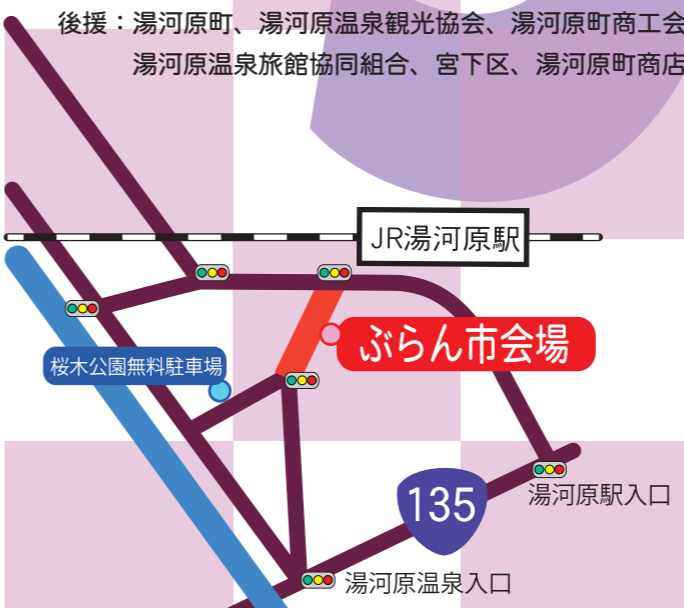 後援：湯河原町、湯河原温泉観光協会、湯河原町商工会
湯河原温泉旅館協同組合、宮下区、湯河原町商店
JR湯河原駅
ぶらん市会場
桜木公園無料駐車場
135
湯河原駅入口
湯河原温泉入口